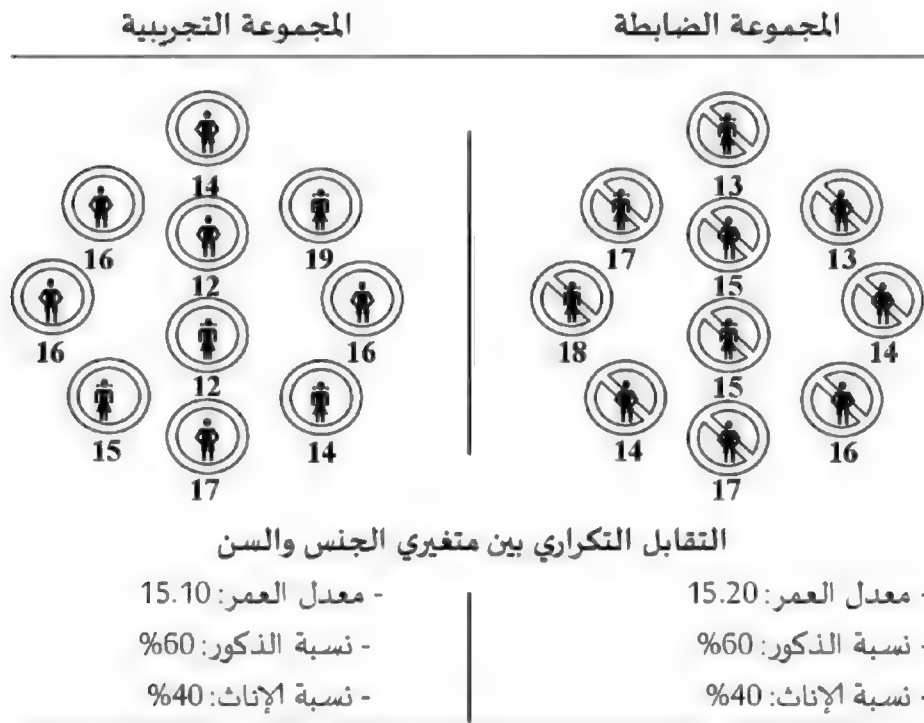 المجموعة الضابطة
المجموعة التجريبية
13
17
13
15
18
14
15
14
16
17
14
16
19
12
16
16
12
15
14
17
التقابل التكراري بين متغيري الجنس والسن
- معدل العمر: 15.20
- نسبة الذكور: 60%
- نسبة الإناث: 40%
- معدل العمر: 15.10
- نسبة الذكور: 60%
- نسبة الإناث: 40%